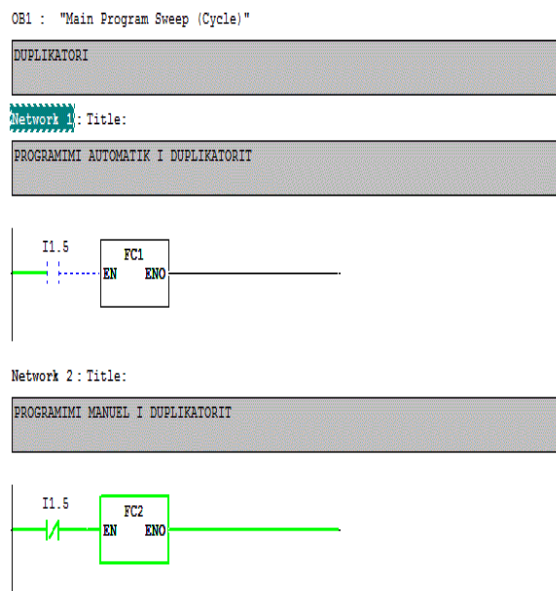 OB1 : "Main Program Sweep (Cycle)"
DUPLIKATORI
Network 1: Title:
PROGRAMIMI AUTOMATIK I DUPLIKATORIT
I1.5
FC1
EN ENO
Network 2: Title:
PROGRAMIMI MANUEL I DUPLIKATORIT
I1.5
FC2
EN ENO